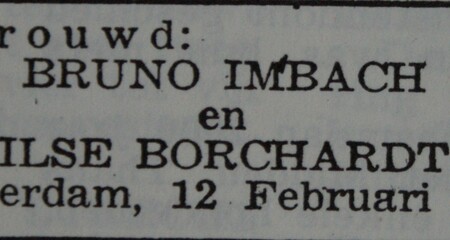 rouwd:
BRUNO IMBACH
en
ILSE BORCHARDT
erdam, 12 Februari